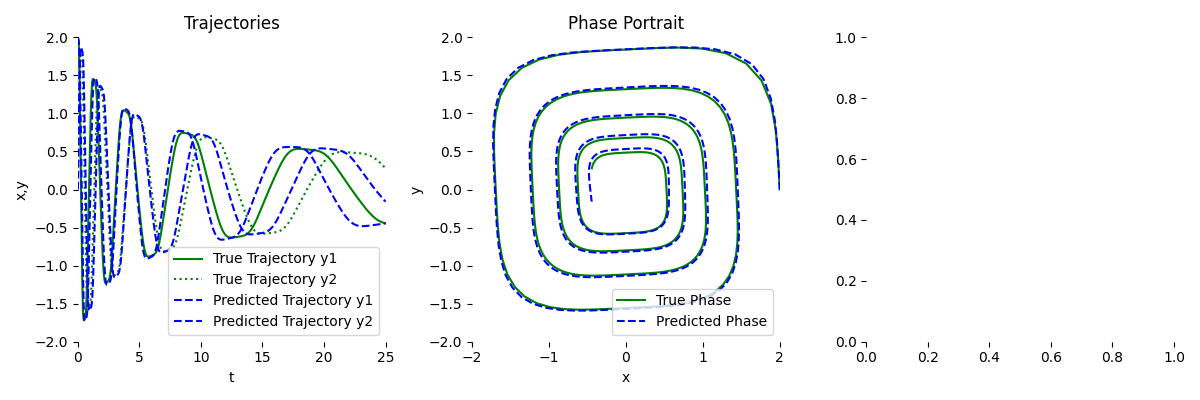 Trajectories
2.0
1.5
1.0
0.5
0.0
−0.5
−1.0
−1.5
−2.0
x,y
0 5 10 15 20 25
t
True Trajectory y1
True Trajectory y2
Predicted Trajectory y1
Predicted Trajectory y2
Phase Portrait
2.0
1.5
1.0
0.5
0.0
−0.5
−1.0
−1.5
−2.0
y
−2 −1 0 1 2
x
True Phase
Predicted Phase
1.0
0.8
0.6
0.4
0.2
0.0
0.0 0.2 0.4 0.6 0.8 1.0